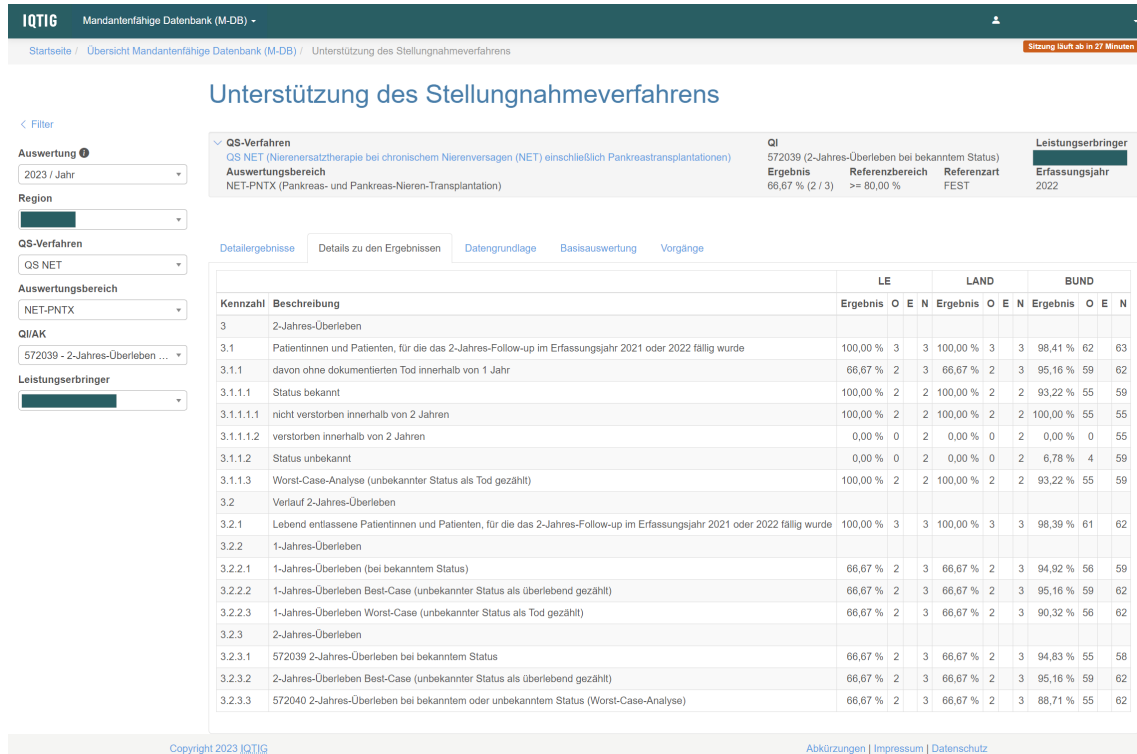 IQTIG Mandantenfähige Datenbank (M-DB)
Startseite / Übersicht Mandantenfähige Datenbank (M-DB) / Unterstützung des Stellungnahmeverfahrens
Sitzung läuft ab in 27 Minuten
Unterstützung des Stellungnahmeverfahrens
< Filter
Auswertung
2023 / Jahr
Region
QS-Verfahren
QS NET
Auswertungsbereich
NET-PNTX
QI/AK
572039 - 2-Jahres-Überleben ...
Leistungserbringer
QS-Verfahren
QS NET (Nierenersatztherapie bei chronischem Nierenversagen (NET) einschließlich Pankreastransplantationen)
Auswertungsbereich
NET-PNTX (Pankreas- und Pankreas-Nieren-Transplantation)
QI
572039 (2-Jahres-Überleben bei bekanntem Status)
Ergebnis Referenzbereich Referenzart
66,67 % (2 / 3) >= 80,00 % FEST
Leistungserbringer
Erfassungsjahr
2022
Detailergebnisse Details zu den Ergebnissen Datengrundlage Basisauswertung Vorgänge
LE LAND BUND
Kennzahl Beschreibung Ergebnis O E N Ergebnis O E N Ergebnis O E N
3 2-Jahres-Überleben
3.1 Patientinnen und Patienten, für die das 2-Jahres-Follow-up im Erfassungsjahr 2021 oder 2022 fällig wurde 100,00 % 3 3 100,00 % 3 3 98,41 % 62 63
3.1.1 davon ohne dokumentierten Tod innerhalb von 1 Jahr 66,67 % 2 3 66,67 % 2 3 95,16 % 59 62
3.1.1.1 Status bekannt 100,00 % 2 2 100,00 % 2 2 93,22 % 55 59
3.1.1.1.1 nicht verstorben innerhalb von 2 Jahren 100,00 % 2 2 100,00 % 2 2 100,00 % 55 55
3.1.1.1.2 verstorben innerhalb von 2 Jahren 0,00 % 0 2 0,00 % 0 2 0,00 % 0 55
3.1.1.2 Status unbekannt 0,00 % 0 2 0,00 % 0 2 6,78 % 4 59
3.1.1.3 Worst-Case-Analyse (unbekannter Status als Tod gezählt) 100,00 % 2 2 100,00 % 2 2 93,22 % 55 59
3.2 Verlauf 2-Jahres-Überleben
3.2.1 Lebend entlassene Patientinnen und Patienten, für die das 2-Jahres-Follow-up im Erfassungsjahr 2021 oder 2022 fällig wurde 100,00 % 3 3 100,00 % 3 3 98,39 % 61 62
3.2.2 1-Jahres-Überleben
3.2.2.1 1-Jahres-Überleben (bei bekanntem Status) 66,67 % 2 3 66,67 % 2 3 94,92 % 56 59
3.2.2.2 1-Jahres-Überleben Best-Case (unbekannter Status als überlebend gezählt) 66,67 % 2 3 66,67 % 2 3 95,16 % 59 62
3.2.2.3 1-Jahres-Überleben Worst-Case (unbekannter Status als Tod gezählt) 66,67 % 2 3 66,67 % 2 3 90,32 % 56 62
3.2.3 2-Jahres-Überleben
3.2.3.1 572039 2-Jahres-Überleben bei bekanntem Status 66,67 % 2 3 66,67 % 2 3 94,83 % 55 58
3.2.3.2 2-Jahres-Überleben Best-Case (unbekannter Status als überlebend gezählt) 66,67 % 2 3 66,67 % 2 3 95,16 % 59 62
3.2.3.3 572040 2-Jahres-Überleben bei bekanntem oder unbekanntem Status (Worst-Case-Analyse) 66,67 % 2 3 66,67 % 2 3 88,71 % 55 62
Copyright 2023 IQTIG
Abkürzungen | Impressum | Datenschutz